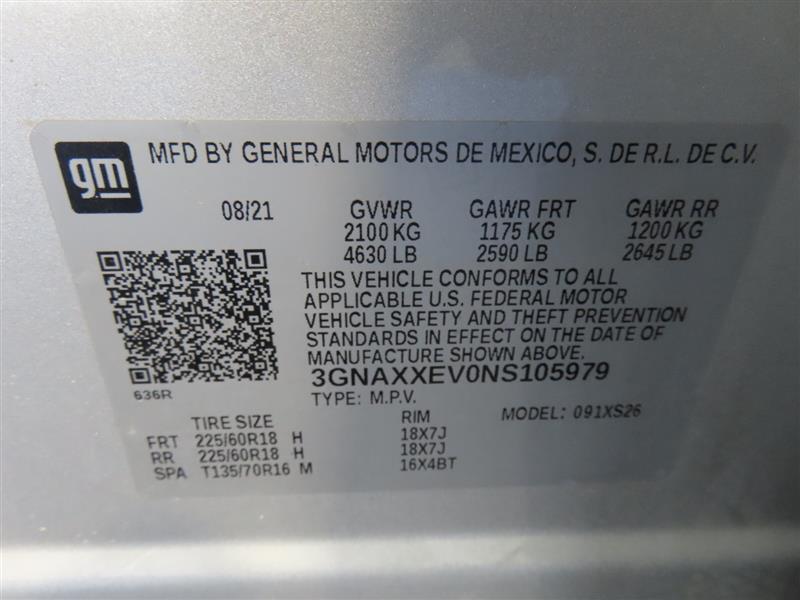 gm
MFD BY GENERAL MOTORS DE MEXICO, S. DE R.L. DE C.V.
08/21 GVWR GAWR FRT GAWR RR
2100 KG 1175 KG 1200 KG
4630 LB 2590 LB 2645 LB
THIS VEHICLE CONFORMS TO ALL
APPLICABLE U.S. FEDERAL MOTOR
VEHICLE SAFETY AND THEFT PREVENTION
STANDARDS IN EFFECT ON THE DATE OF
MANUFACTURE SHOWN ABOVE.
3GNAXXEV0NS105979
636R
TYPE: M.P.V. MODEL: 091XS26
TIRE SIZE RIM
FRT 225/60R18 H 18X7J
RR 225/60R18 H 18X7J
SPA T135/70R16 M 16X4BT